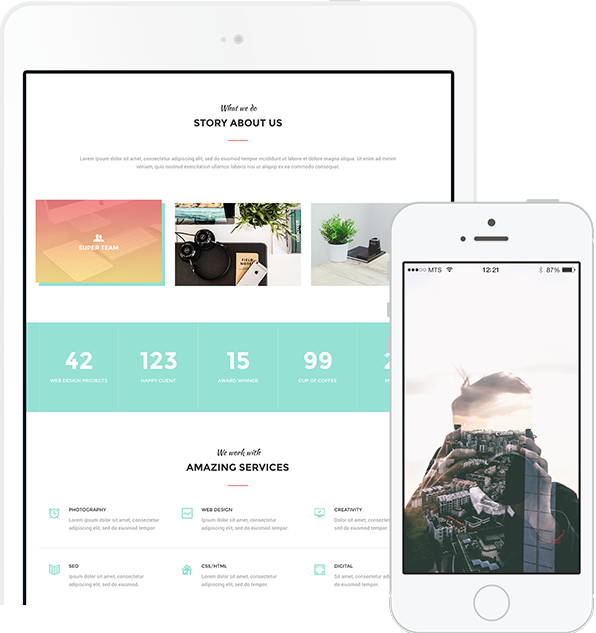 What we do
STORY ABOUT US
Lorem ipsum dolor sit amet, consectetur adipiscing elit, sed do eiusmod tempor incididunt ut labore et dolore magna aliqua. Ut enim ad minim
veniam, quis nostrud exercitation ullamco laboris nisi ut aliquip ex ea commodo consequat.
SUPER TEAM
FIELD NOTES
42
WEB DESIGN PROJECTS
123
HAPPY CLIENT
15
AWARD WINNER
99
CUP OF COFFEE
2
M
We work with
AMAZING SERVICES
PHOTOGRAPHY
Lorem ipsum dolor sit amet, consectetur
adipiscing elit, sed do eiusmod tempor.
WEB DESIGN
Lorem ipsum dolor sit amet, consectetur
adipiscing elit, sed do eiusmod tempor.
CREATIVITY
Lorem ipsum dolor sit
adipiscing elit, sed do
SEO
Ipsum dolor sit amet, consectetur
adipiscing elit, sed do eiusmod.
CSS/HTML
Lorem ipsum dolor sit amet, consectetur
adipiscing elit, sed do eiusmod tempor.
DIGITAL
Sit amet, consectetur
sed do eiusmod tempor.
MTS
12:21
87%